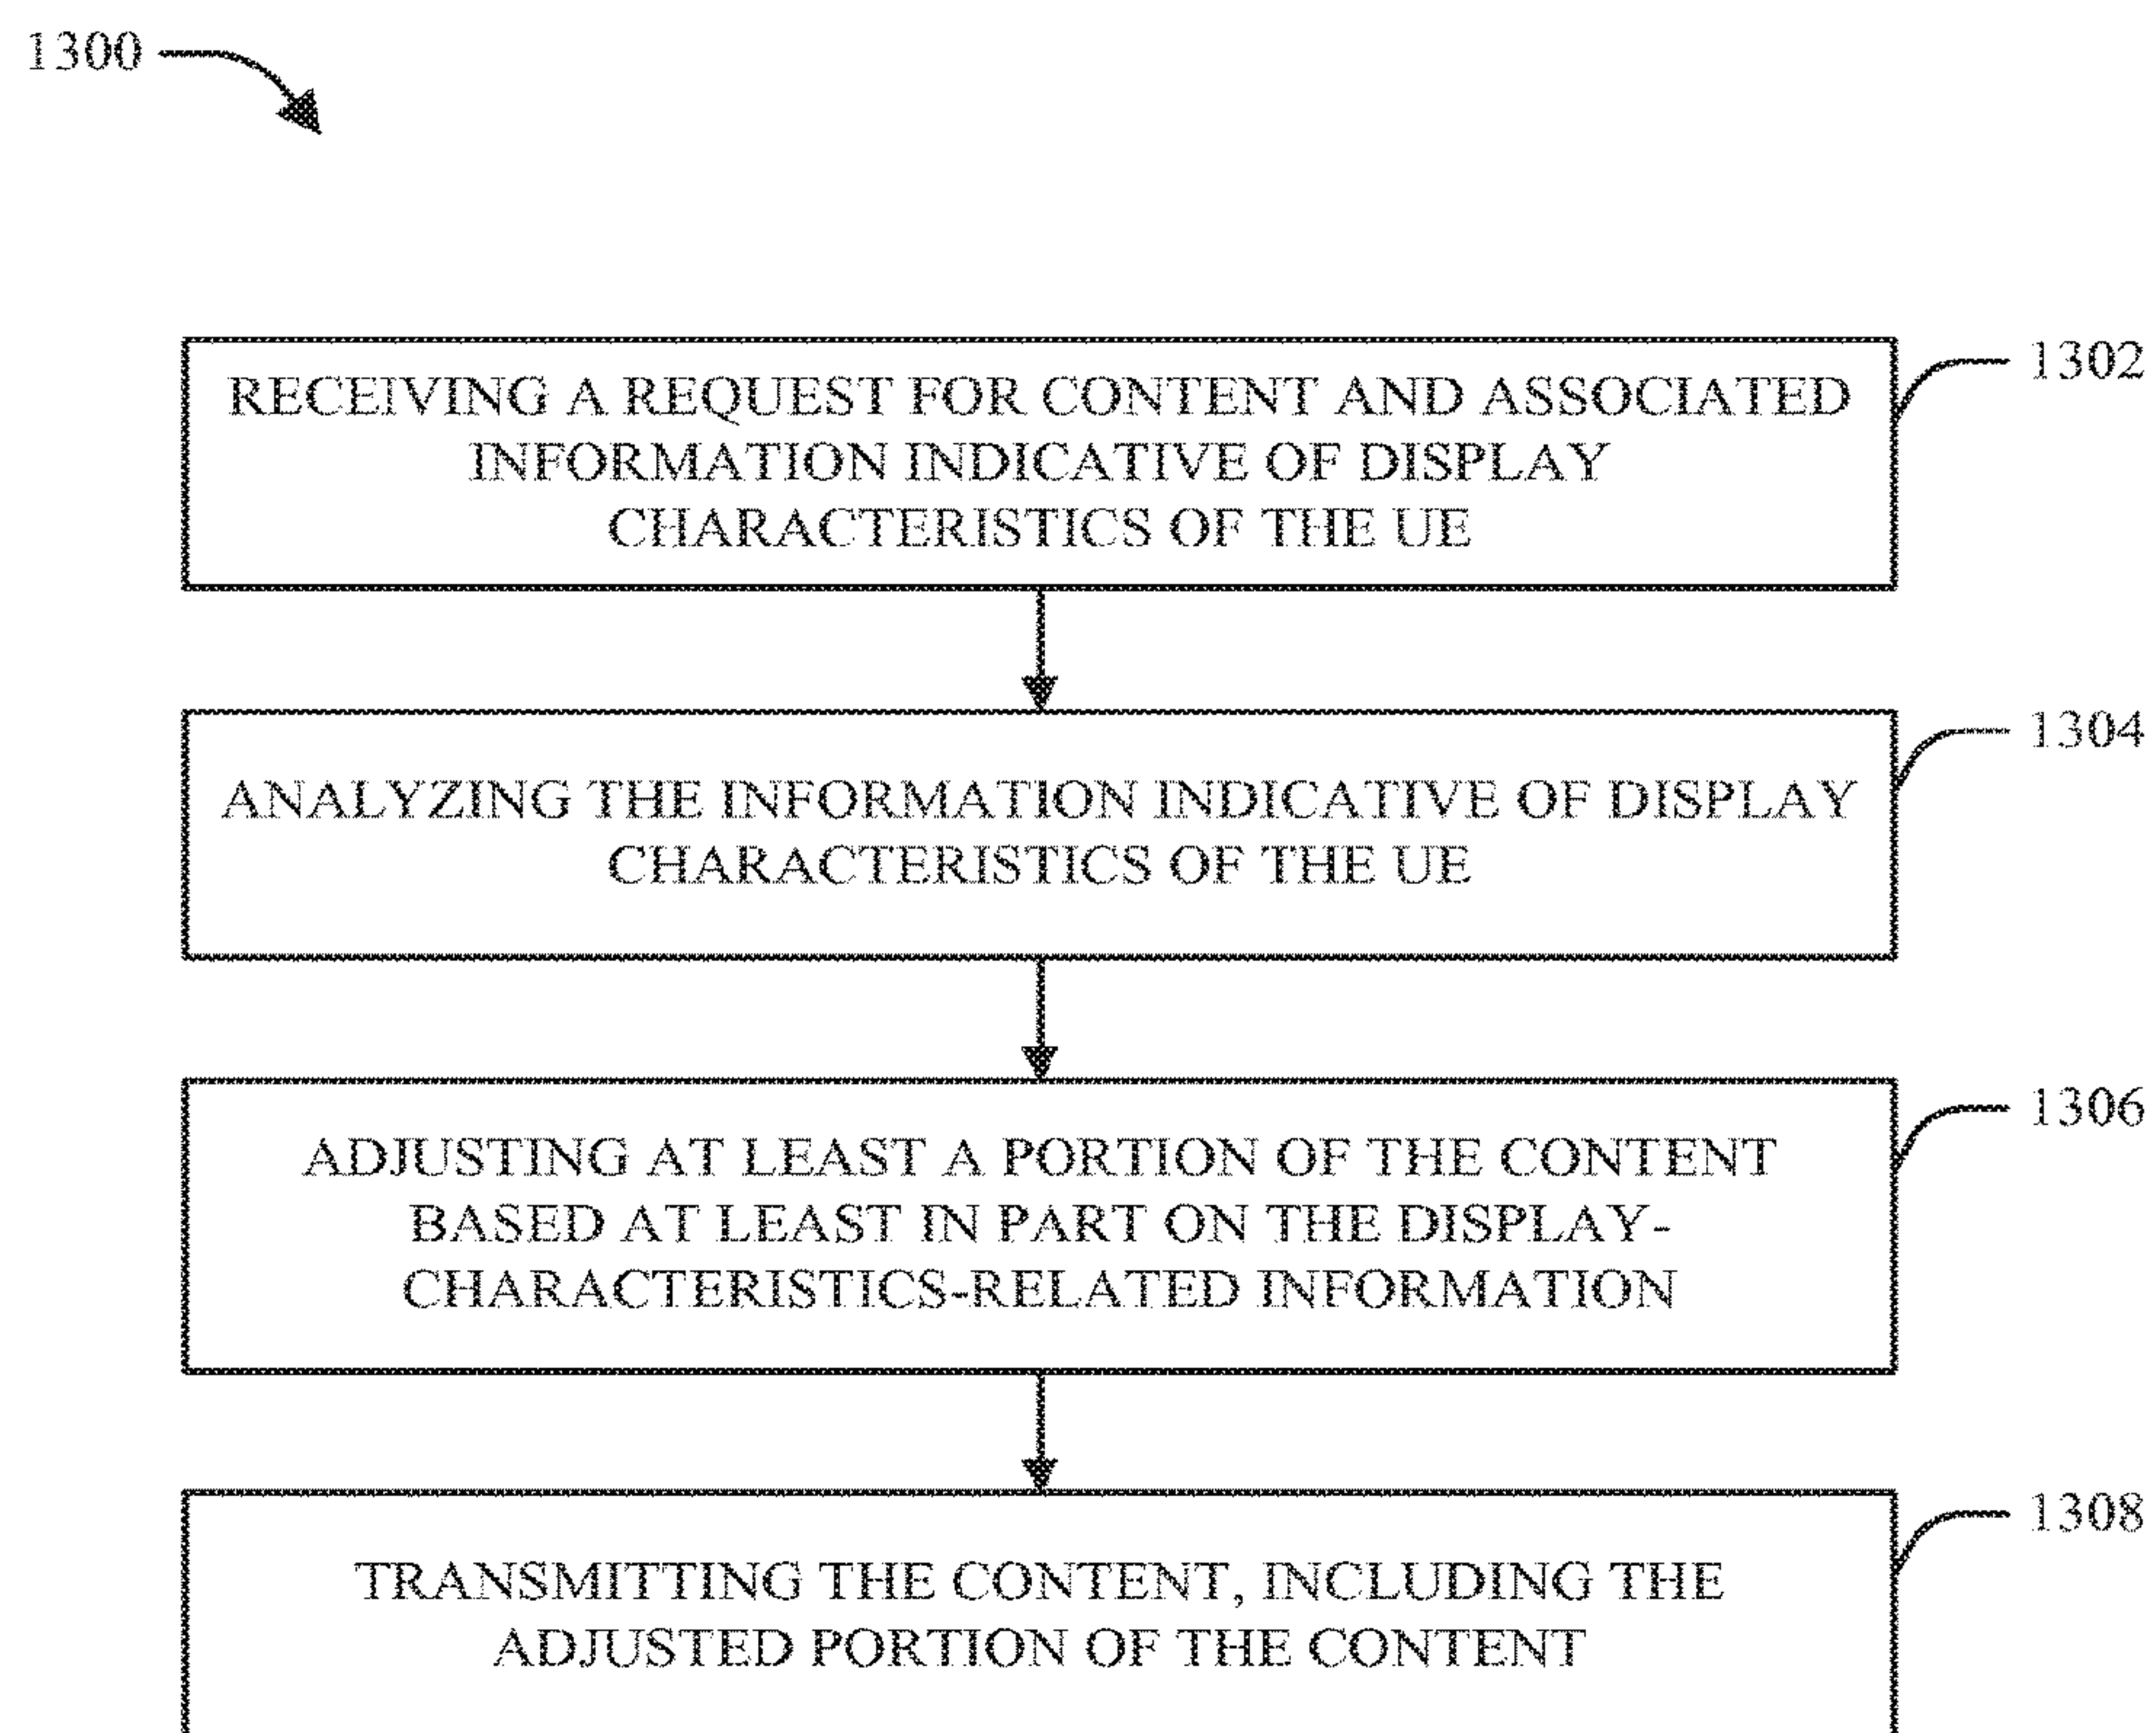 1300
RECEIVING A REQUEST FOR CONTENT AND ASSOCIATED
INFORMATION INDICATIVE OF DISPLAY
CHARACTERISTICS OF THE UE
1302
ANALYZING THE INFORMATION INDICATIVE OF DISPLAY
CHARACTERISTICS OF THE UE
1304
ADJUSTING AT LEAST A PORTION OF THE CONTENT
BASED AT LEAST IN PART ON THE DISPLAY-
CHARACTERISTICS-RELATED INFORMATION
1306
TRANSMITTING THE CONTENT, INCLUDING THE
ADJUSTED PORTION OF THE CONTENT
1308